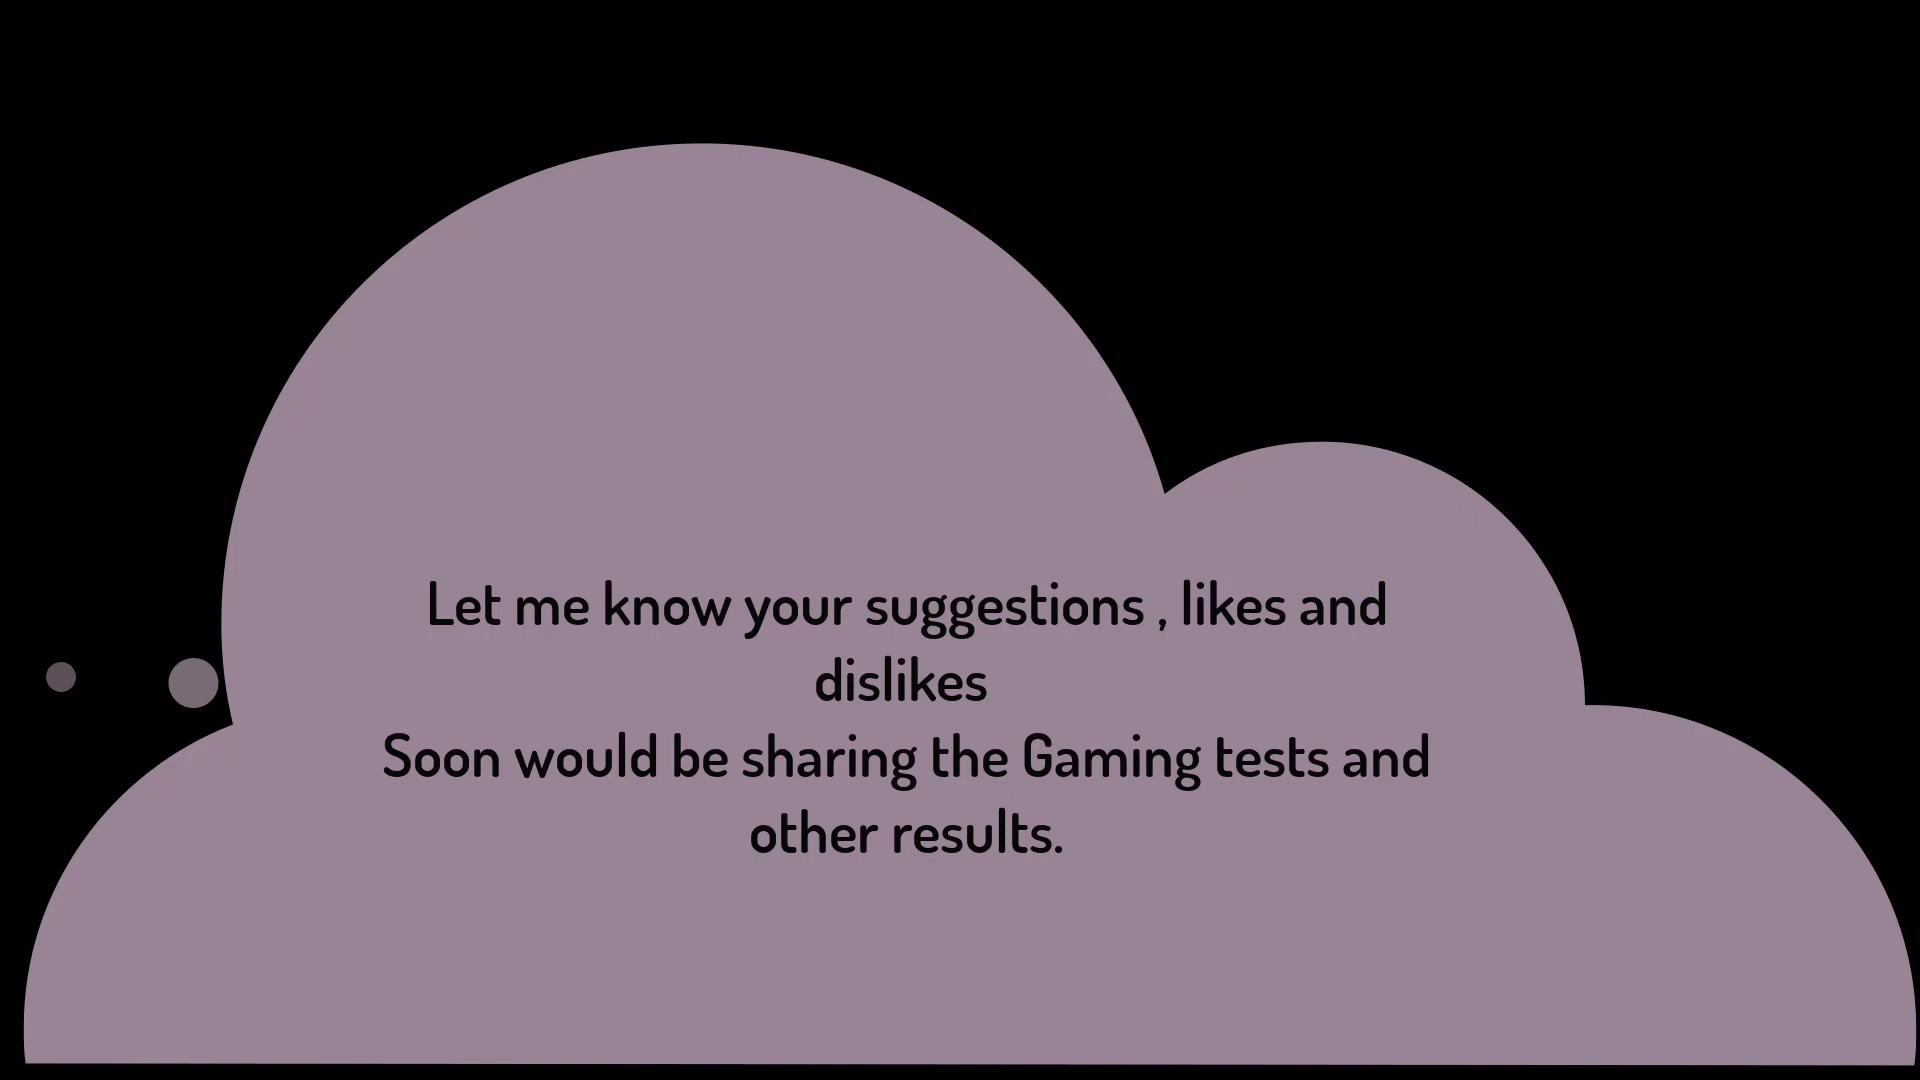 Let me know your suggestions , likes and
dislikes
Soon would be sharing the Gaming tests and
other results.